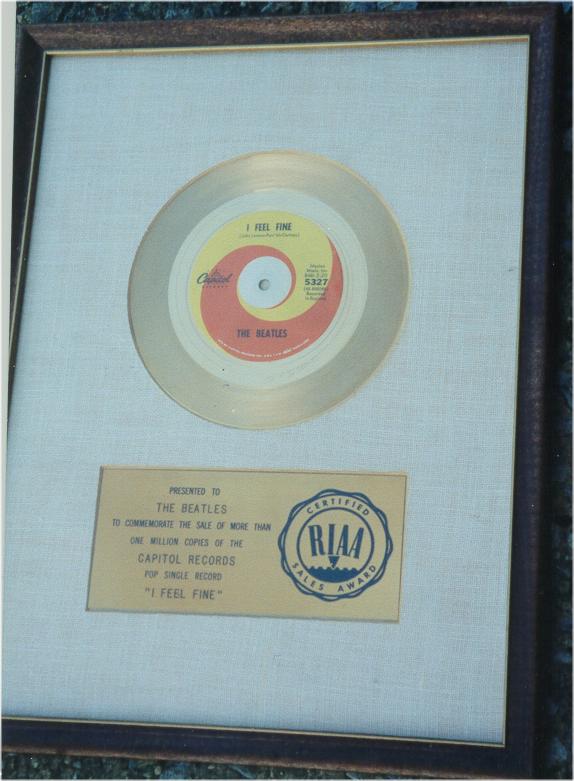 I FEEL FINE
(John Lennon-Paul McCartney)
Capitol
RECORDS
5327
THE BEATLES
PRESENTED TO
THE BEATLES
TO COMMEMORATE THE SALE OF MORE THAN
ONE MILLION COPIES OF THE
CAPITOL RECORDS
POP SINGLE RECORD
"I FEEL FINE"
CERTIFIED
RIAA
SALES AWARD